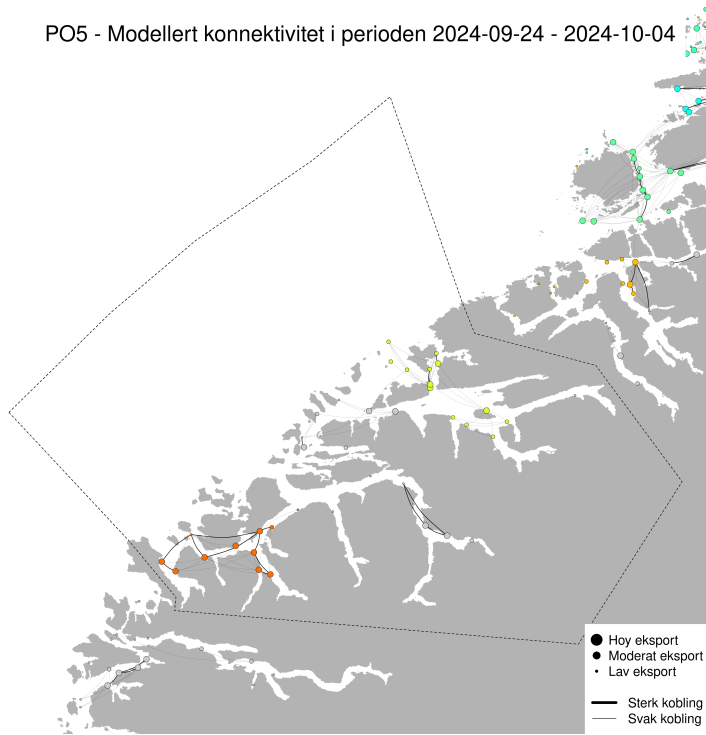 PO5 - Modellert konnektivitet i perioden 2024-09-24 - 2024-10-04
Hoy eksport
Moderat eksport
Lav eksport
Sterk kobling
Svak kobling